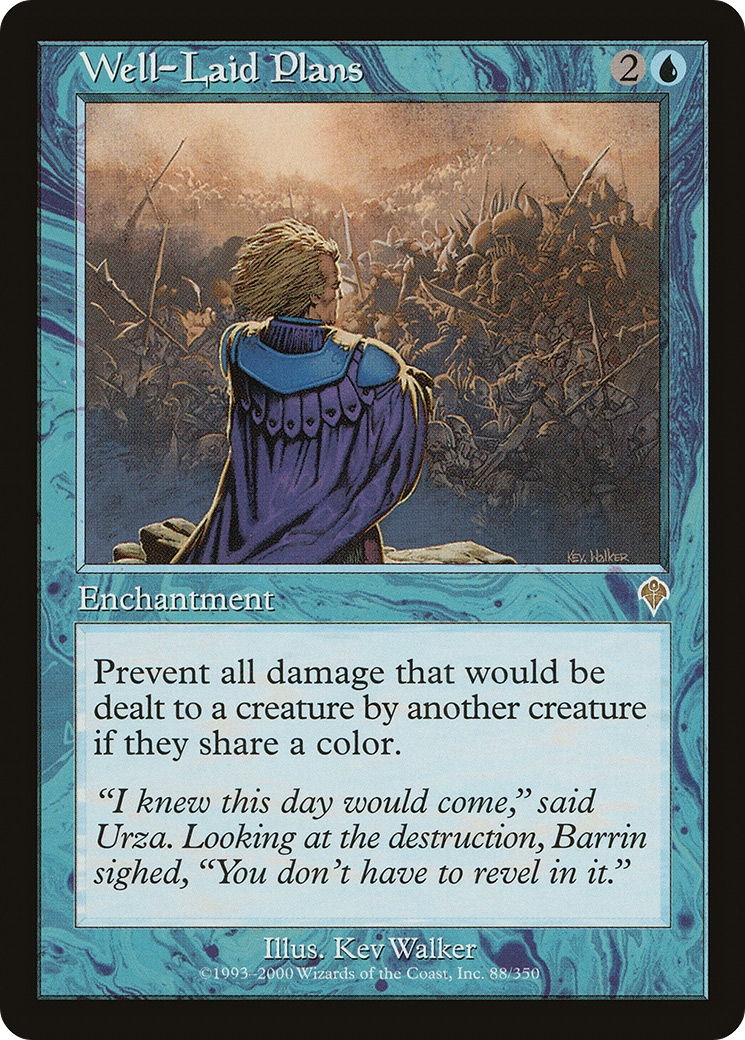 Well-Laid Plans 2
KEV. WALKER
Enchantment
Prevent all damage that would be
dealt to a creature by another creature
if they share a color.
“I knew this day would come,” said
Urza. Looking at the destruction, Barrin
sighed, “You don’t have to revel in it.”
Illus. Kev Walker
©1993–2000 Wizards of the Coast, Inc. 88/350